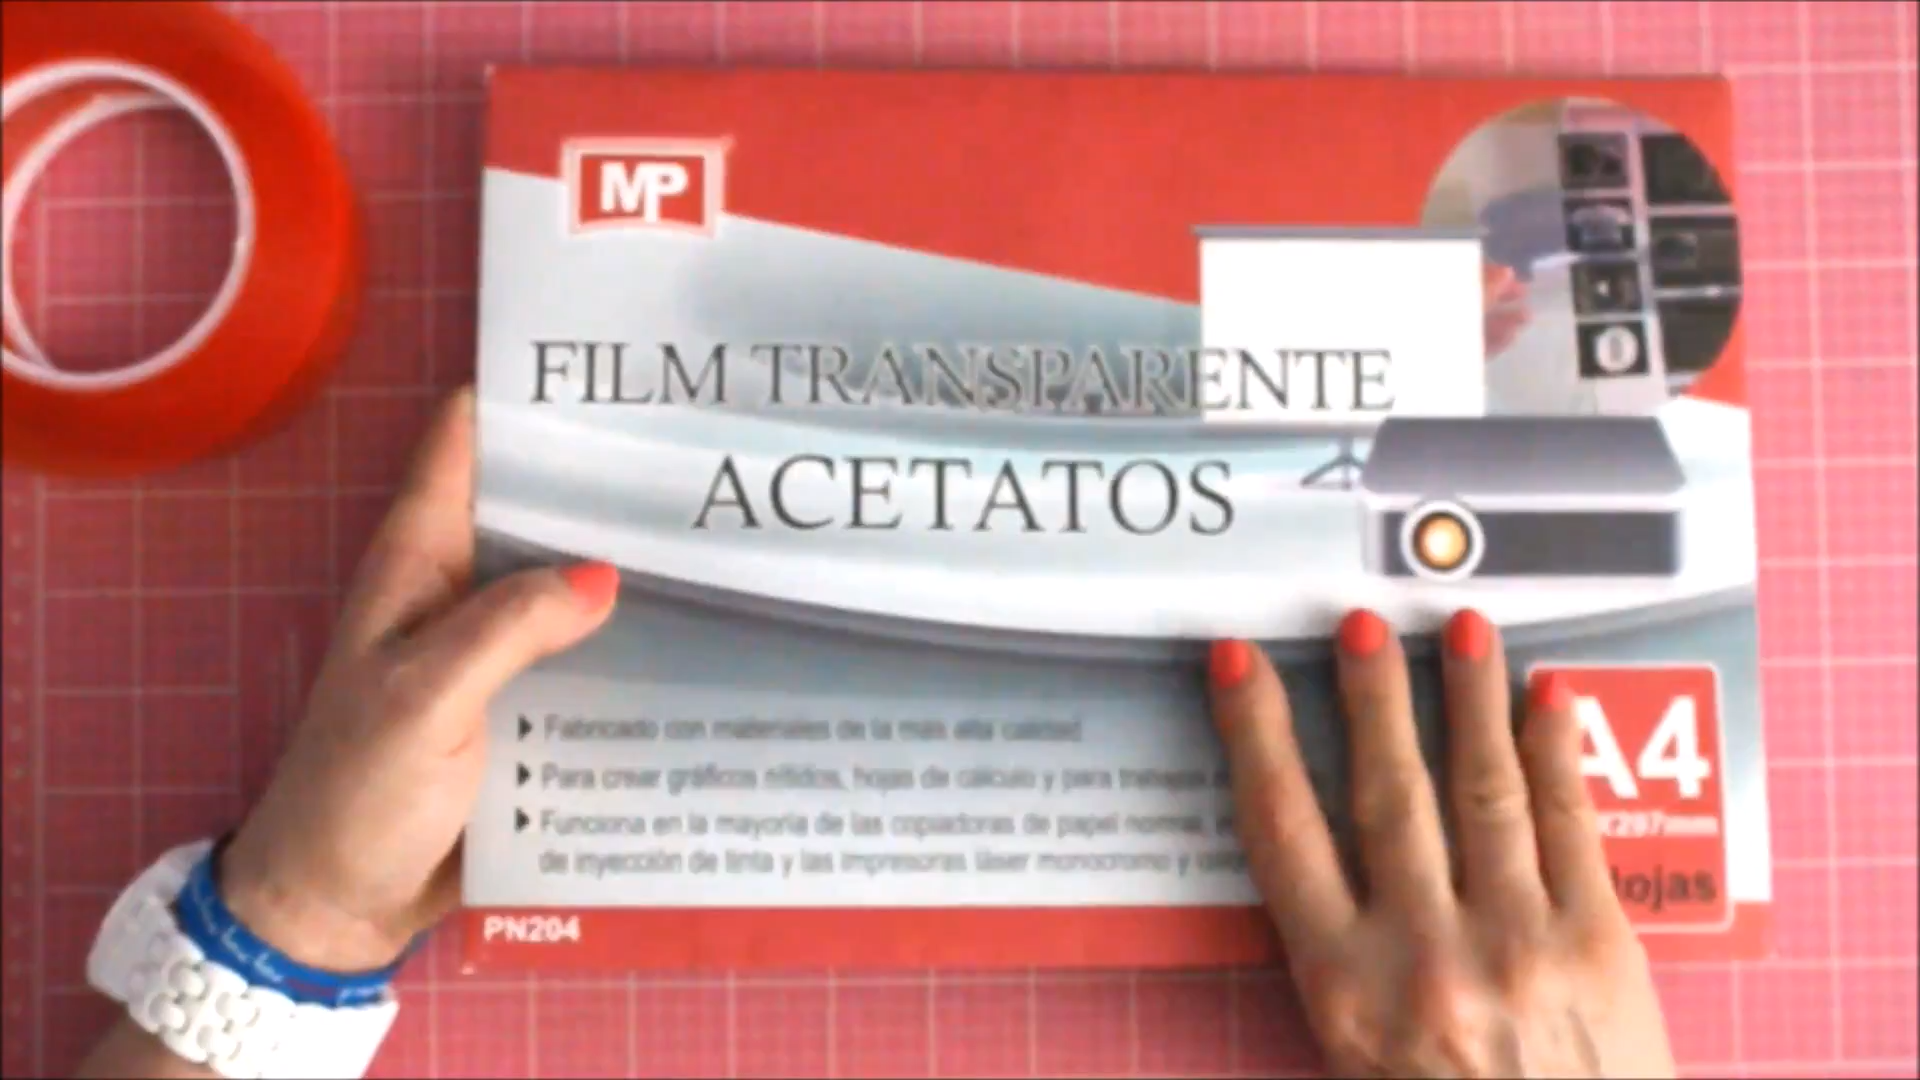 MP
FILM TRANSPARENTE
ACETATOS
Fabricado con materiales de la más alta calidad
Para crear gráficos nítidos, hojas de cálculo y para trabajos
Funciona en la mayoría de las copiadoras de papel normal,
de inyección de tinta y las impresoras láser monocromo y
A4
X297mm
Hojas
PN204